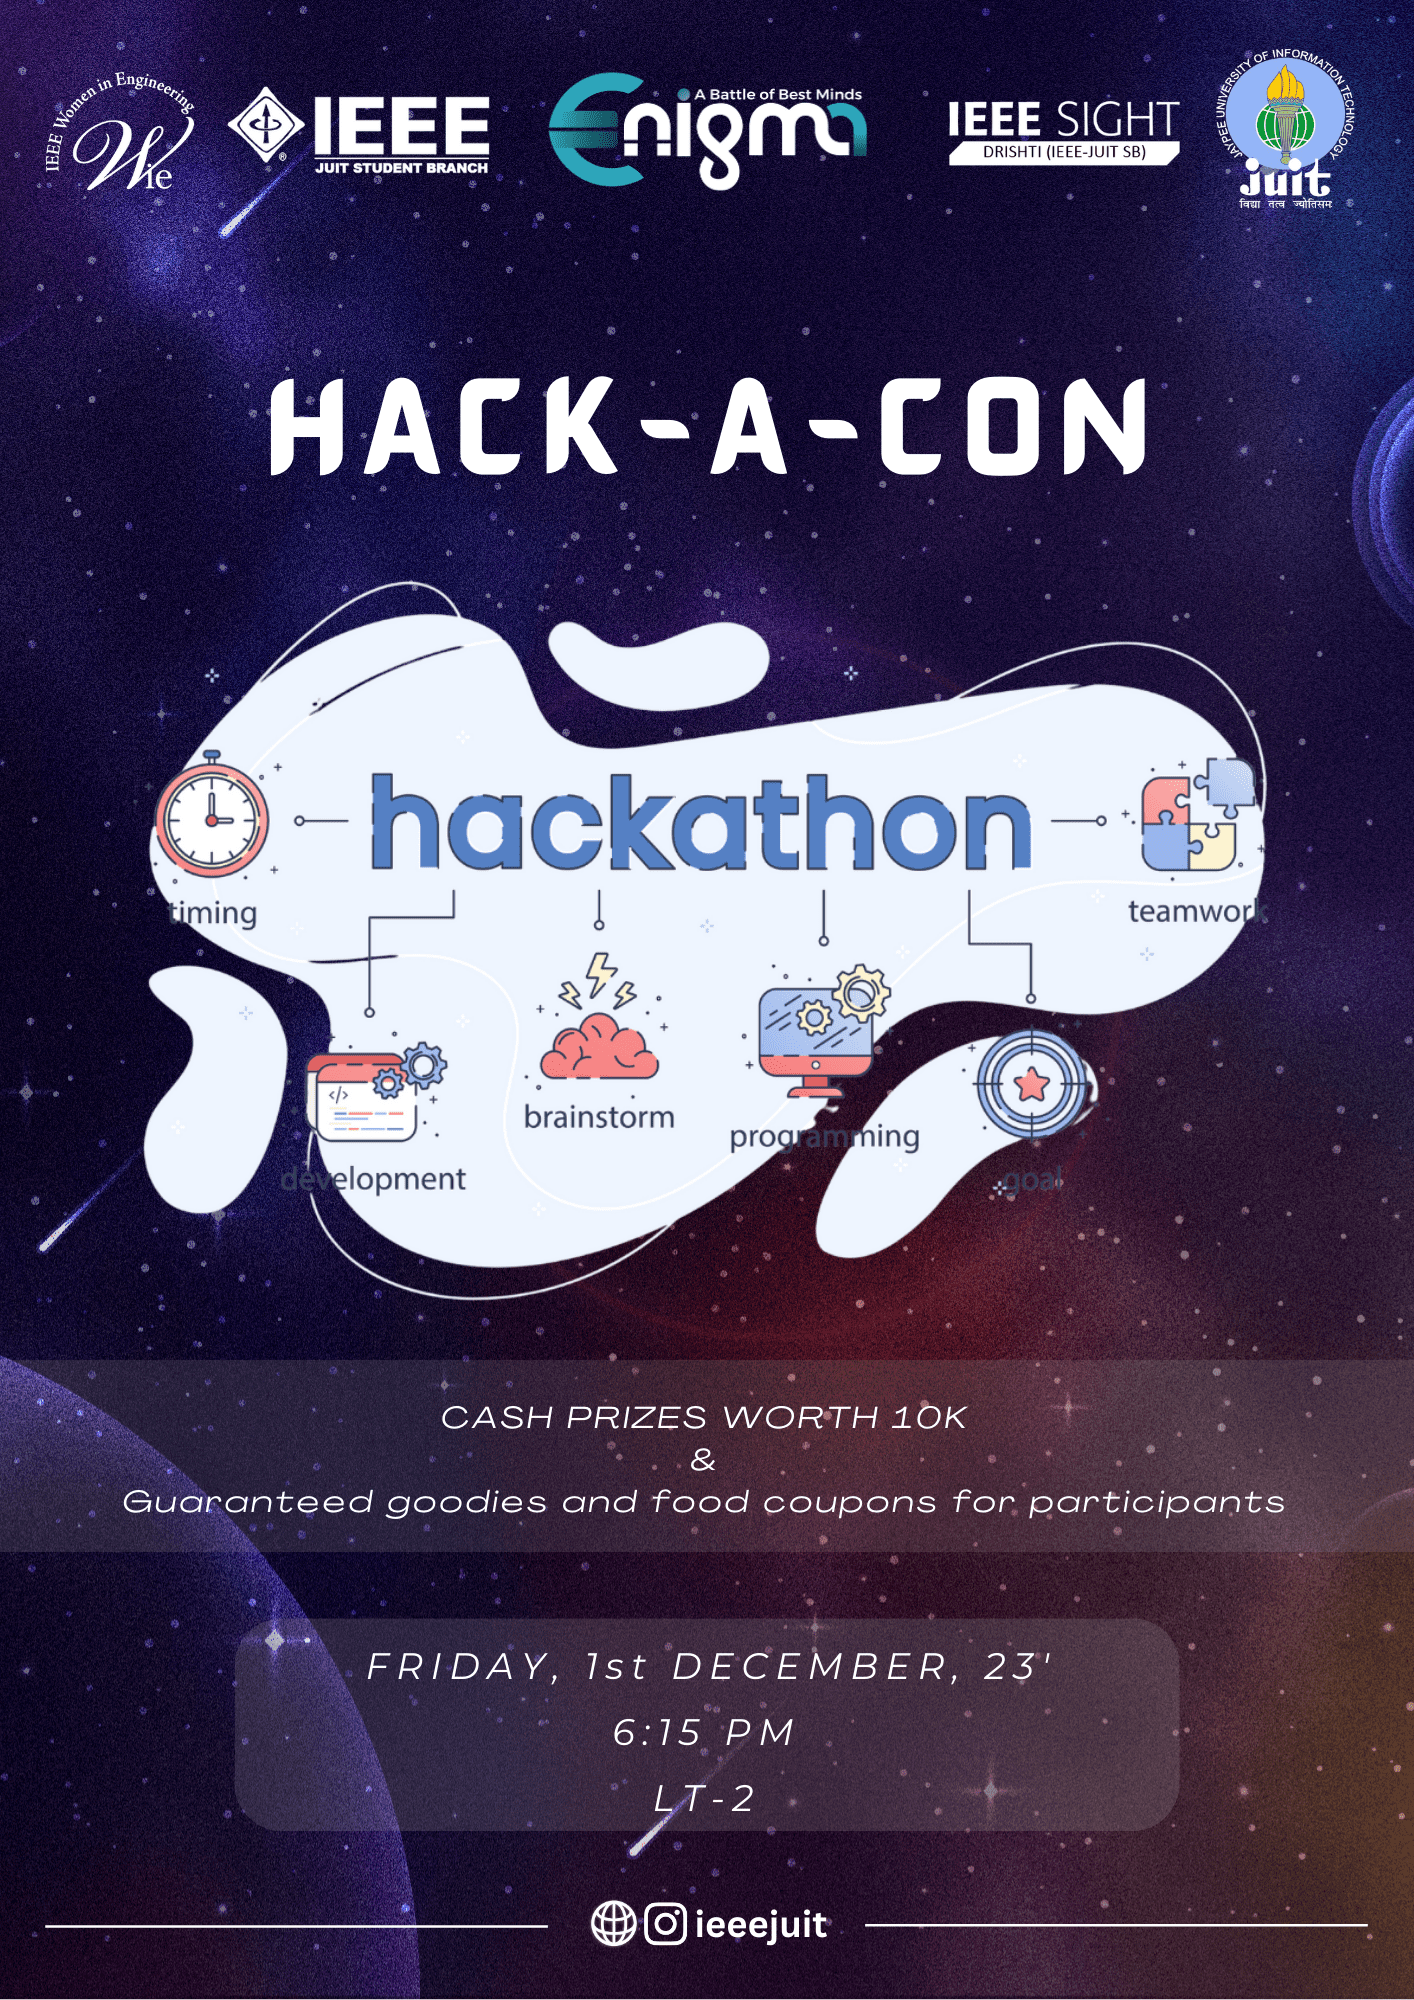 IEEE Women in Engineering
Wie
IEEE
®
JUIT STUDENT BRANCH
A Battle of Best Minds
Enigma
IEEE SIGHT
DRISHTI (IEEE-JUIT SB)
JAYPEE UNIVERSITY OF INFORMATION TECHNOLOGY
juit
विद्या तत्व ज्योतिसमः
HACK-A-CON
hackathon
timing
teamwork
</>
brainstorm
programming
development
goal
CASH PRIZES WORTH 10K
&
Guaranteed goodies and food coupons for participants
FRIDAY, 1st DECEMBER, 23'
6:15 PM
LT-2
ieeejuit